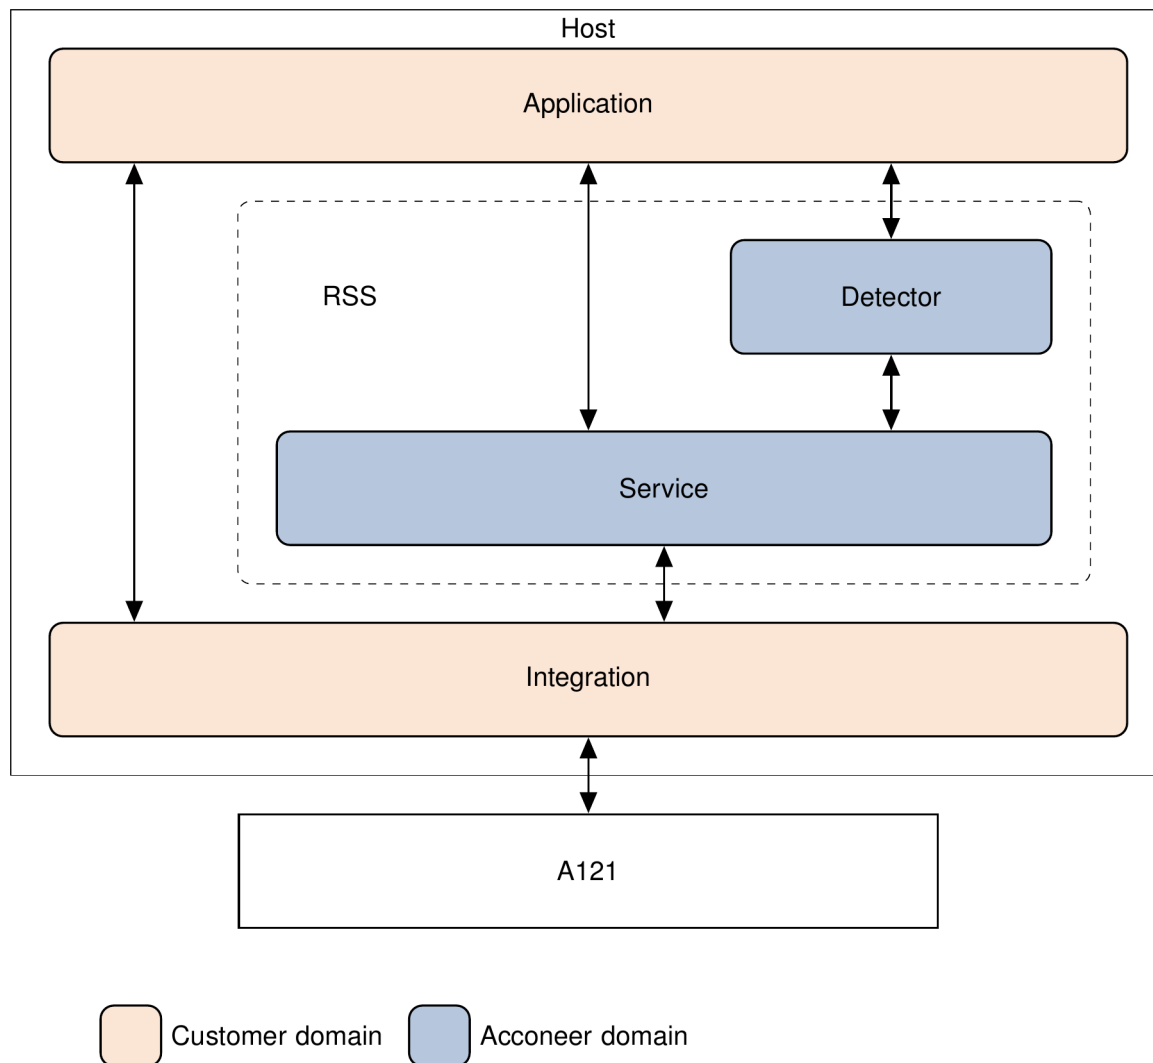 Host
Application
RSS
Detector
Service
Integration
A121
Customer domain
Acconeer domain